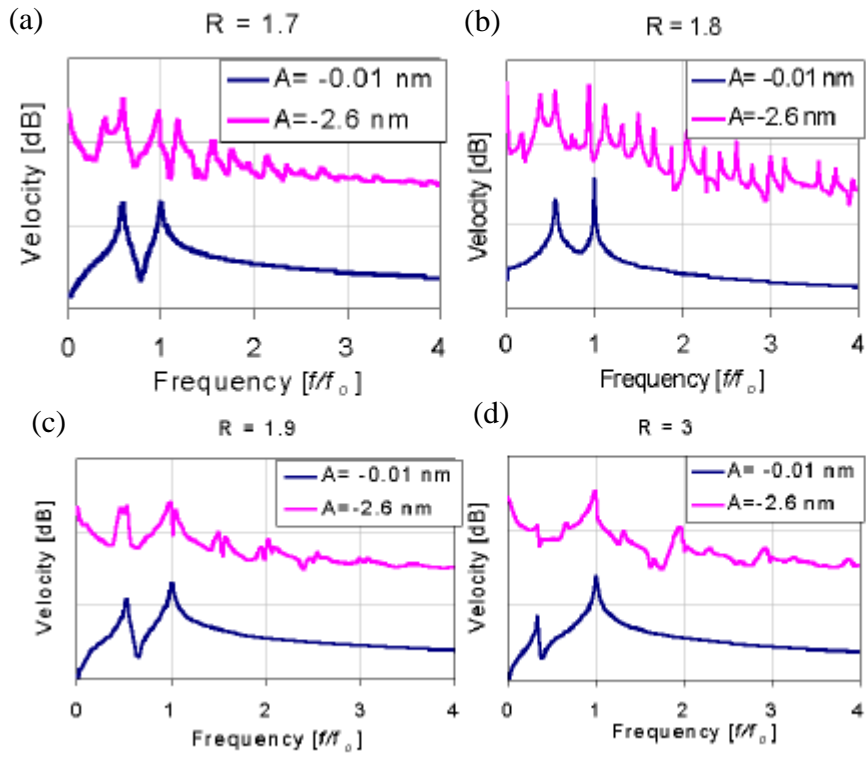 (a)
R = 1.7
A= -0.01 nm
A=-2.6 nm
Velocity [dB]
0 1 2 3 4
Frequency [f/fₒ]
(b)
R = 1.8
A= -0.01 nm
A=-2.6 nm
Velocity [dB]
0 1 2 3 4
Frequency [f/fₒ]
(c)
R = 1.9
A= -0.01 nm
A=-2.6 nm
Velocity [dB]
0 1 2 3 4
Frequency [f/fₒ]
(d)
R = 3
A= -0.01 nm
A=-2.6 nm
Velocity [dB]
0 1 2 3 4
Frequency [f/fₒ]